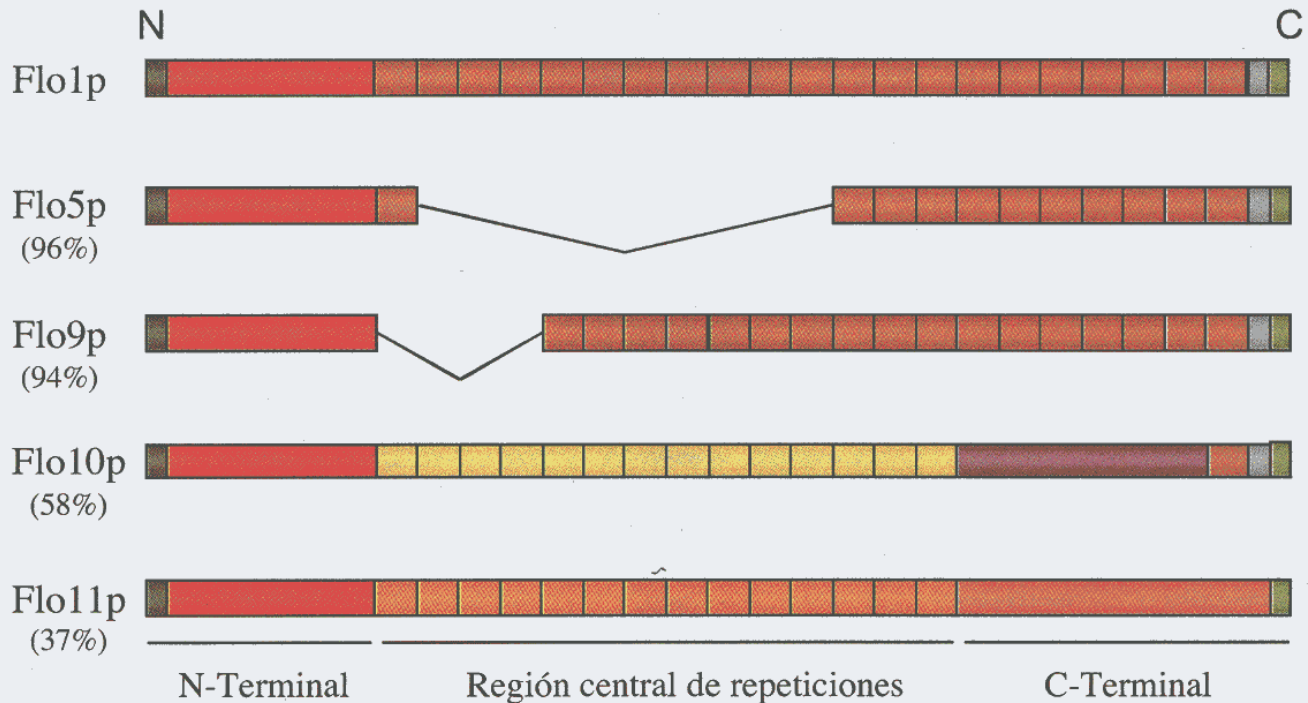 N C
Flo1p
Flo5p
(96%)
Flo9p
(94%)
Flo10p
(58%)
Flo11p
(37%)
N-Terminal Región central de repeticiones C-Terminal